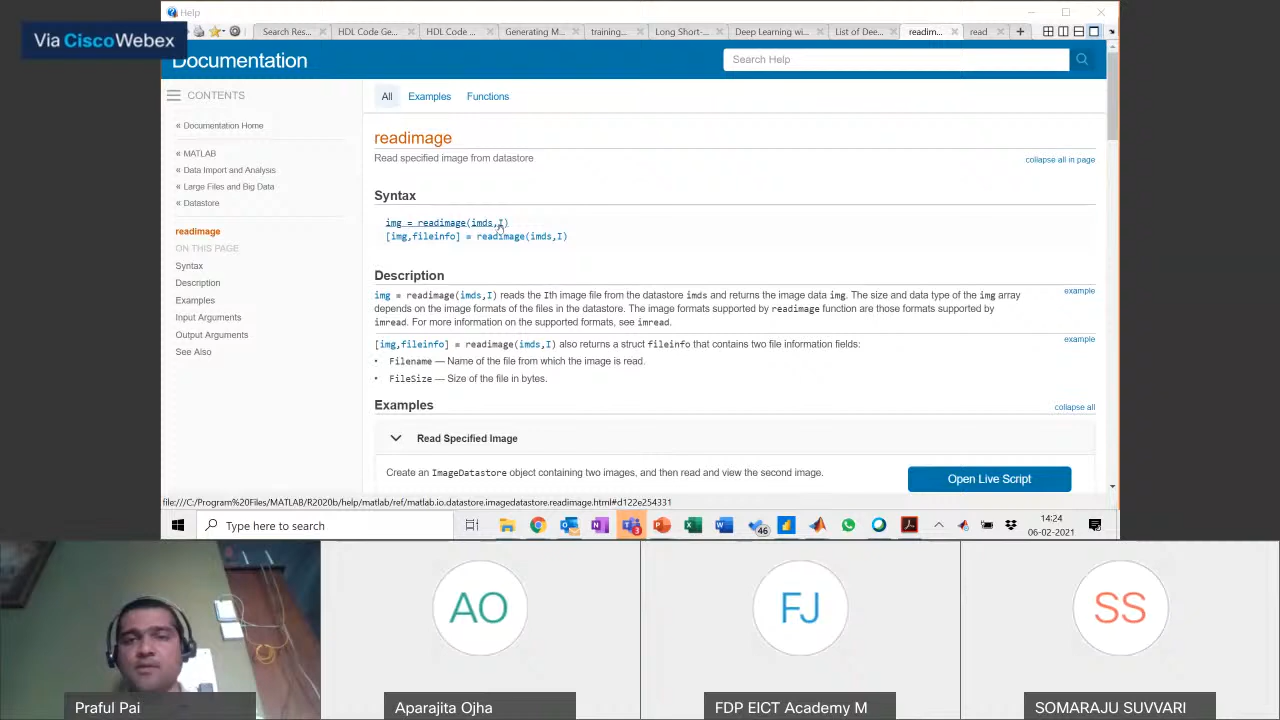 Help
Via CiscoWebex
Search Res...
HDL Code Ge...
HDL Code ...
Generating M...
training...
Long Short-...
Deep Learning wi...
List of Dee...
readim...
read
Documentation
Search Help
CONTENTS
All
Examples
Functions
« Documentation Home
« MATLAB
« Data Import and Analysis
« Large Files and Big Data
« Datastore
readimage
ON THIS PAGE
Syntax
Description
Examples
Input Arguments
Output Arguments
See Also
readimage
Read specified image from datastore
collapse all in page
Syntax
img = readimage(imds,I)
[img,fileinfo] = readimage(imds,I)
Description
img = readimage(imds,I) reads the Ith image file from the datastore imds and returns the image data img. The size and data type of the img array
example
depends on the image formats of the files in the datastore. The image formats supported by readimage function are those formats supported by
imread. For more information on the supported formats, see imread.
[img,fileinfo] = readimage(imds,I) also returns a struct fileinfo that contains two file information fields:
example
• Filename — Name of the file from which the image is read.
• FileSize — Size of the file in bytes.
Examples
collapse all
Read Specified Image
Create an ImageDatastore object containing two images, and then read and view the second image.
Open Live Script
file:///C:/Program%20Files/MATLAB/R2020b/help/matlab/ref/matlab.io.datastore.imagedatastore.readimage.html#d122e254331
Type here to search
46
14:24
06-02-2021
AO
FJ
SS
Praful Pai
Aparajita Ojha
FDP EICT Academy M
SOMARAJU SUVVARI